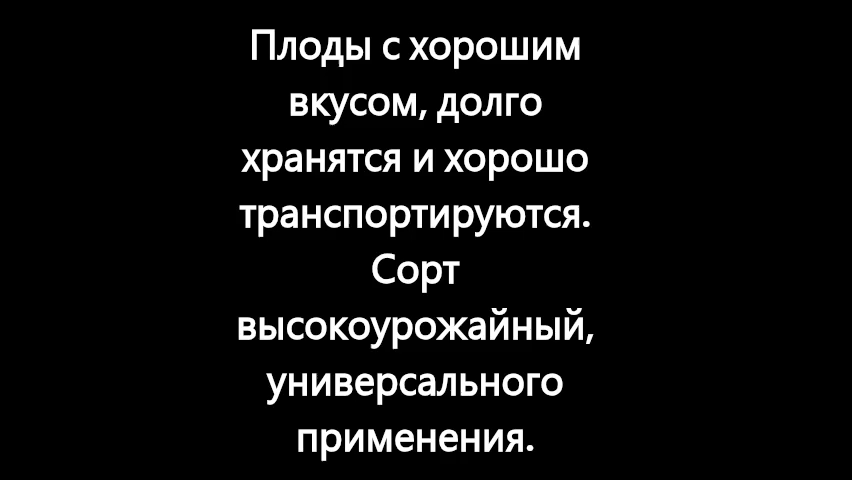 Плоды с хорошим
вкусом, долго
хранятся и хорошо
транспортируются.
Сорт
высокоурожайный,
универсального
применения.